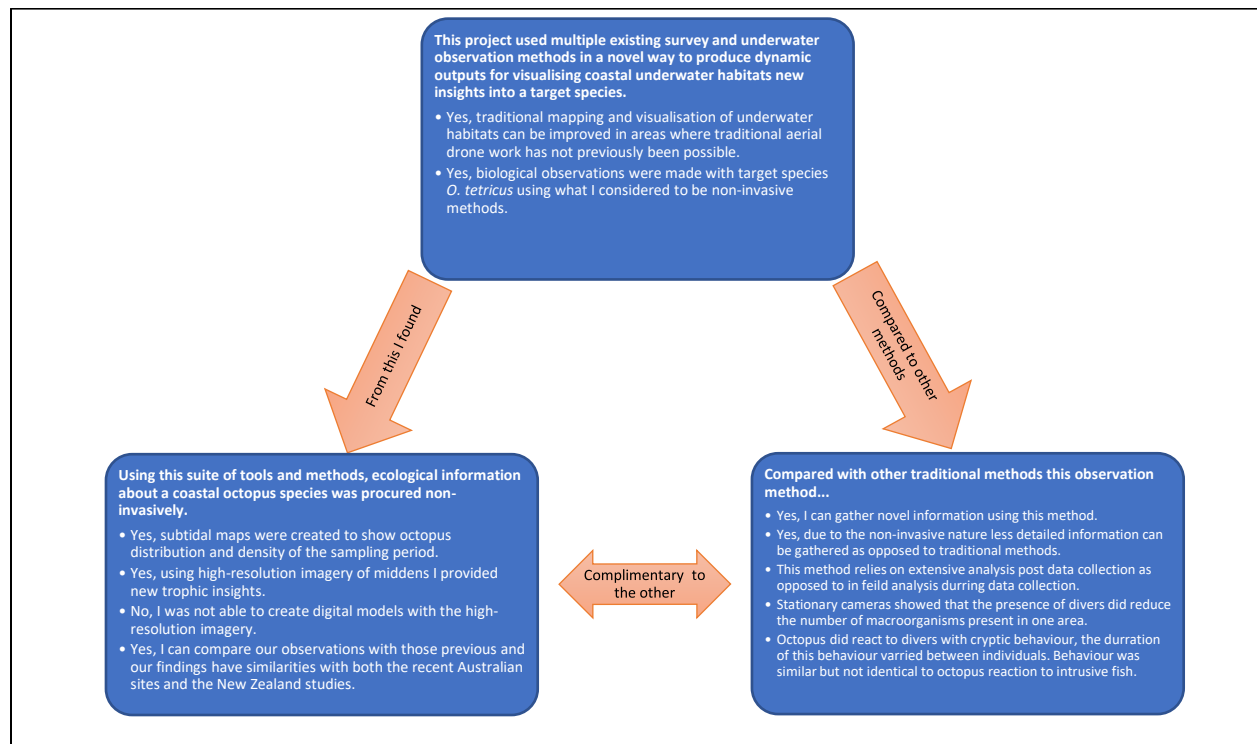 This project used multiple existing survey and underwater
observation methods in a novel way to produce dynamic
outputs for visualising coastal underwater habitats new
insights into a target species.
• Yes, traditional mapping and visualisation of underwater
habitats can be improved in areas where traditional aerial
drone work has not previously been possible.
• Yes, biological observations were made with target species
O. tetricus using what I considered to be non-invasive
methods.
From this I found
Compared to other
methods
Using this suite of tools and methods, ecological information
about a coastal octopus species was procured non-
invasively.
• Yes, subtidal maps were created to show octopus
distribution and density of the sampling period.
• Yes, using high-resolution imagery of middens I provided
new trophic insights.
• No, I was not able to create digital models with the high-
resolution imagery.
• Yes, I can compare our observations with those previous and
our findings have similarities with both the recent Australian
sites and the New Zealand studies.
Complimentary to
the other
Compared with other traditional methods this observation
method...
• Yes, I can gather novel information using this method.
• Yes, due to the non-invasive nature less detailed information can
be gathered as opposed to traditional methods.
• This method relies on extensive analysis post data collection as
opposed to in feild analysis durring data collection.
• Stationary cameras showed that the presence of divers did reduce
the number of macroorganisms present in one area.
• Octopus did react to divers with cryptic behaviour, the durration
of this behaviour varried between individuals. Behaviour was
similar but not identical to octopus reaction to intrusive fish.